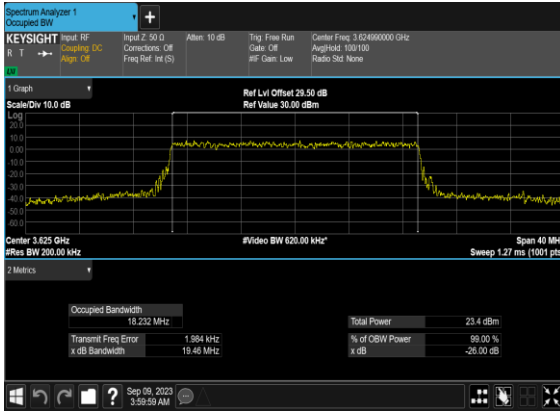 Spectrum Analyzer 1
Occupied BW
+
KEYSIGHT
R T
Input: RF
Coupling: DC
Align: Off
Input Z: 50 Ω
Corrections: Off
Freq Ref: Int (S)
Atten: 10 dB
Trig: Free Run
Gate: Off
#IF Gain: Low
Center Freq: 3.624990000 GHz
Avg|Hold: 100/100
Radio Std: None
1 Graph
Scale/Div 10.0 dB
Ref Lvl Offset 29.50 dB
Ref Value 30.00 dBm
Log
20.0
10.0
0.00
-10.0
-20.0
-30.0
-40.0
-50.0
-60.0
Center 3.625 GHz
#Res BW 200.00 kHz
#Video BW 620.00 kHz*
Span 40 MH
Sweep 1.27 ms (1001 pts
2 Metrics
Occupied Bandwidth
18.232 MHz
Transmit Freq Error 1.984 kHz
x dB Bandwidth 19.46 MHz
Total Power 23.4 dBm
% of OBW Power 99.00 %
x dB -26.00 dB
?
Sep 09, 2023
3:59:59 AM